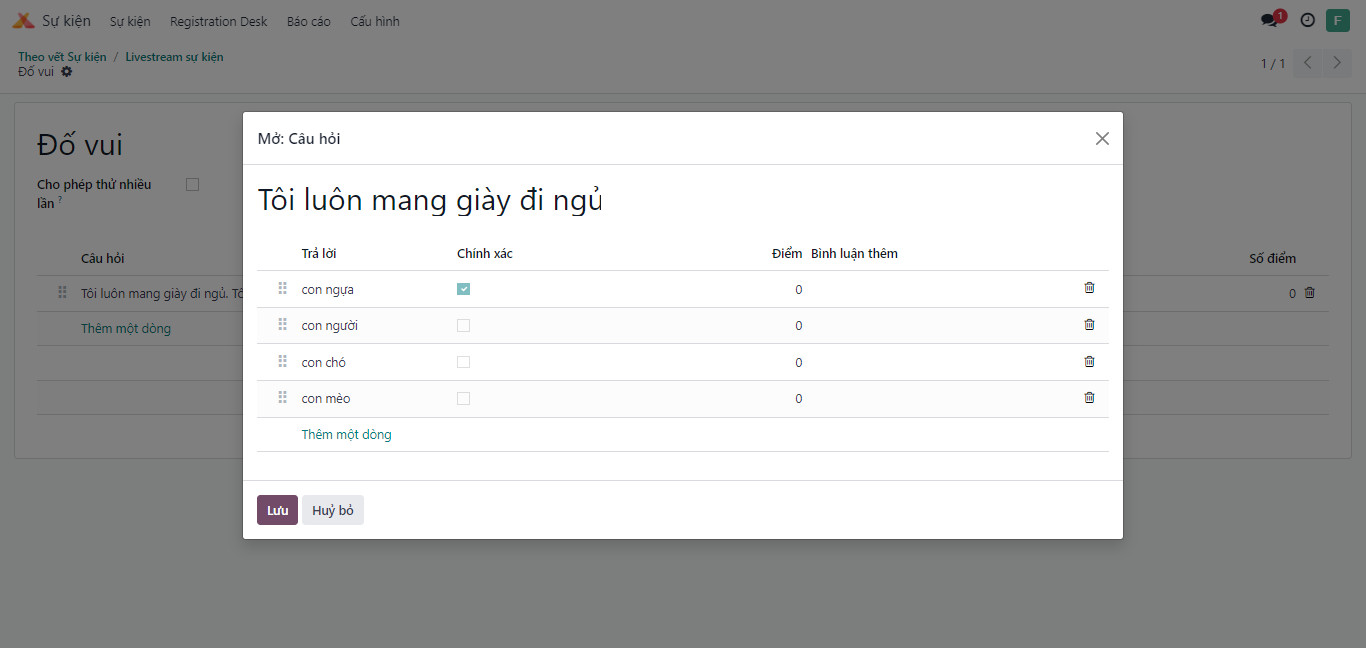 Sự kiện Sự kiện Registration Desk Báo cáo Cấu hình 1 F
Theo vết Sự kiện / Livestream sự kiện
Đố vui 1 / 1
Đố vui
Cho phép thử nhiều lần ?
Câu hỏi Số điểm
Tôi luôn mang giày đi ngủ. Tô 0
Thêm một dòng
Mở: Câu hỏi
Tôi luôn mang giày đi ngủ
Trả lời Chính xác Điểm Bình luận thêm
con ngựa 0
con người 0
con chó 0
con mèo 0
Thêm một dòng
Lưu Huỷ bỏ